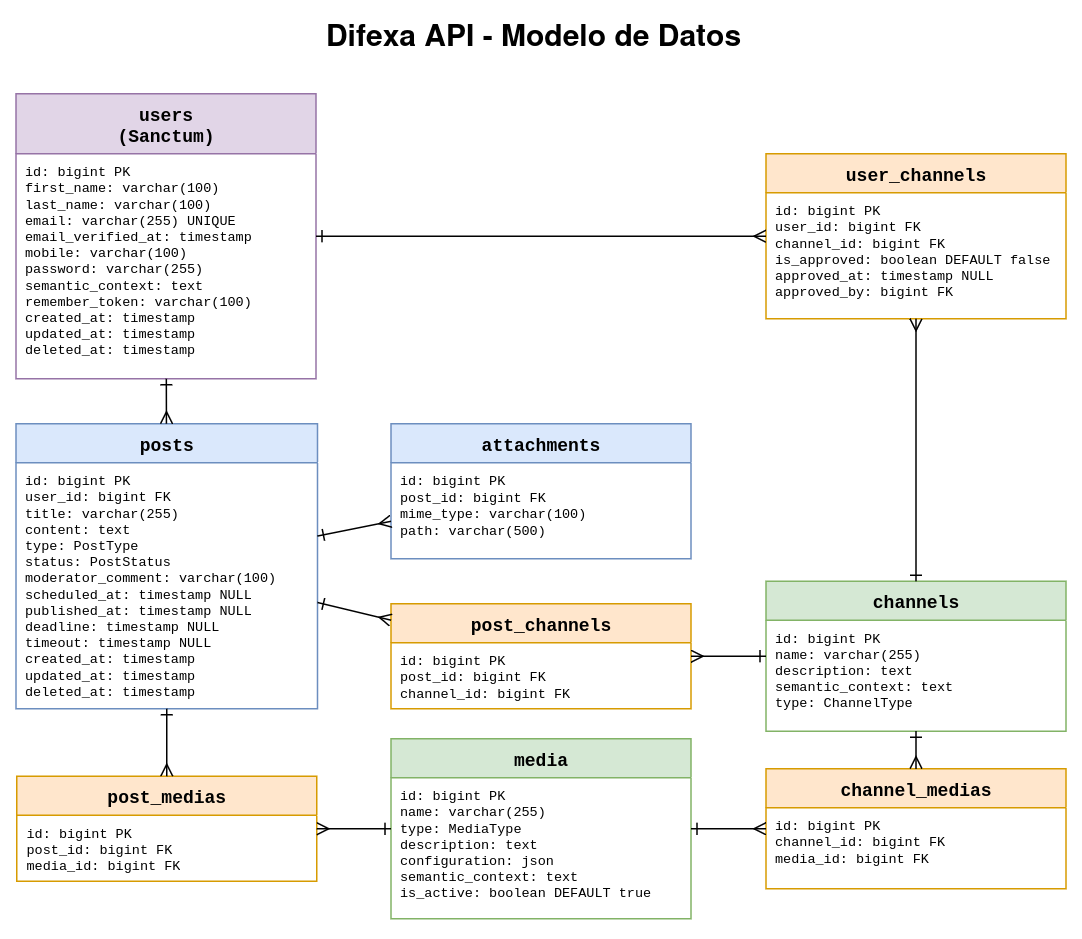 Difexa API - Modelo de Datos
users
(Sanctum)
id: bigint PK
first_name: varchar(100)
last_name: varchar(100)
email: varchar(255) UNIQUE
email_verified_at: timestamp
mobile: varchar(100)
password: varchar(255)
semantic_context: text
remember_token: varchar(100)
created_at: timestamp
updated_at: timestamp
deleted_at: timestamp
user_channels
id: bigint PK
user_id: bigint FK
channel_id: bigint FK
is_approved: boolean DEFAULT false
approved_at: timestamp NULL
approved_by: bigint FK
posts
id: bigint PK
user_id: bigint FK
title: varchar(255)
content: text
type: PostType
status: PostStatus
moderator_comment: varchar(100)
scheduled_at: timestamp NULL
published_at: timestamp NULL
deadline: timestamp NULL
timeout: timestamp NULL
created_at: timestamp
updated_at: timestamp
deleted_at: timestamp
attachments
id: bigint PK
post_id: bigint FK
mime_type: varchar(100)
path: varchar(500)
post_channels
id: bigint PK
post_id: bigint FK
channel_id: bigint FK
channels
id: bigint PK
name: varchar(255)
description: text
semantic_context: text
type: ChannelType
post_medias
id: bigint PK
post_id: bigint FK
media_id: bigint FK
media
id: bigint PK
name: varchar(255)
type: MediaType
description: text
configuration: json
semantic_context: text
is_active: boolean DEFAULT true
channel_medias
id: bigint PK
channel_id: bigint FK
media_id: bigint FK